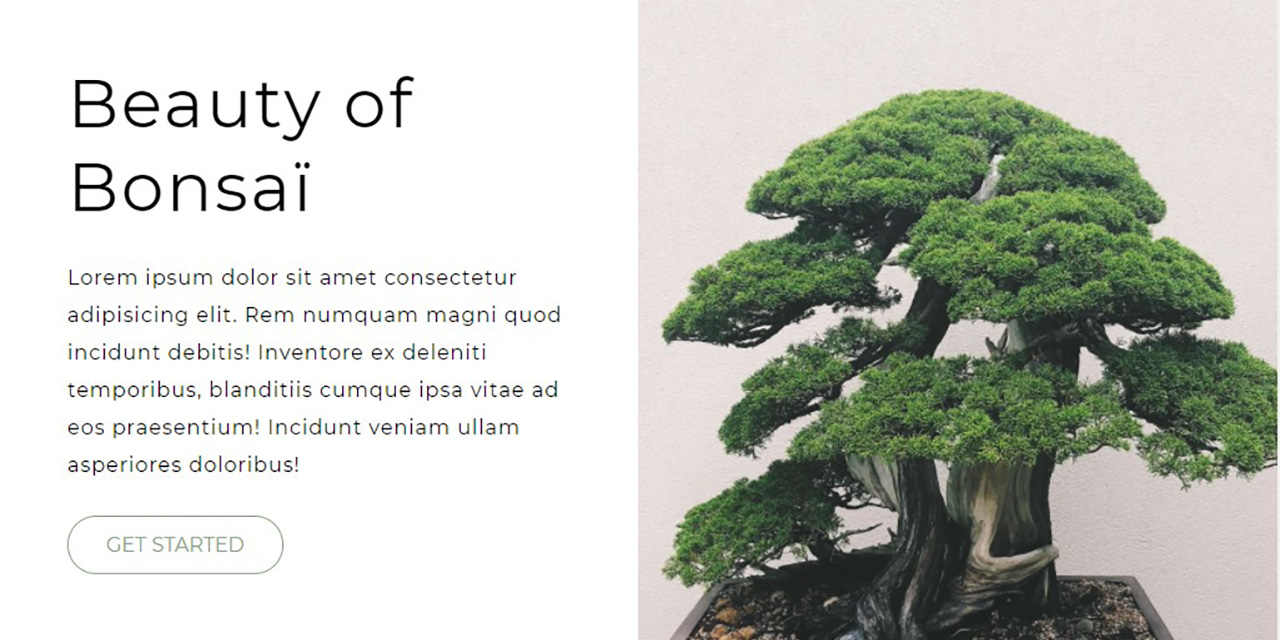 Beauty of
Bonsaï
Lorem ipsum dolor sit amet consectetur
adipisicing elit. Rem numquam magni quod
incidunt debitis! Inventore ex deleniti
temporibus, blanditiis cumque ipsa vitae ad
eos praesentium! Incidunt veniam ullam
asperiores doloribus!
GET STARTED